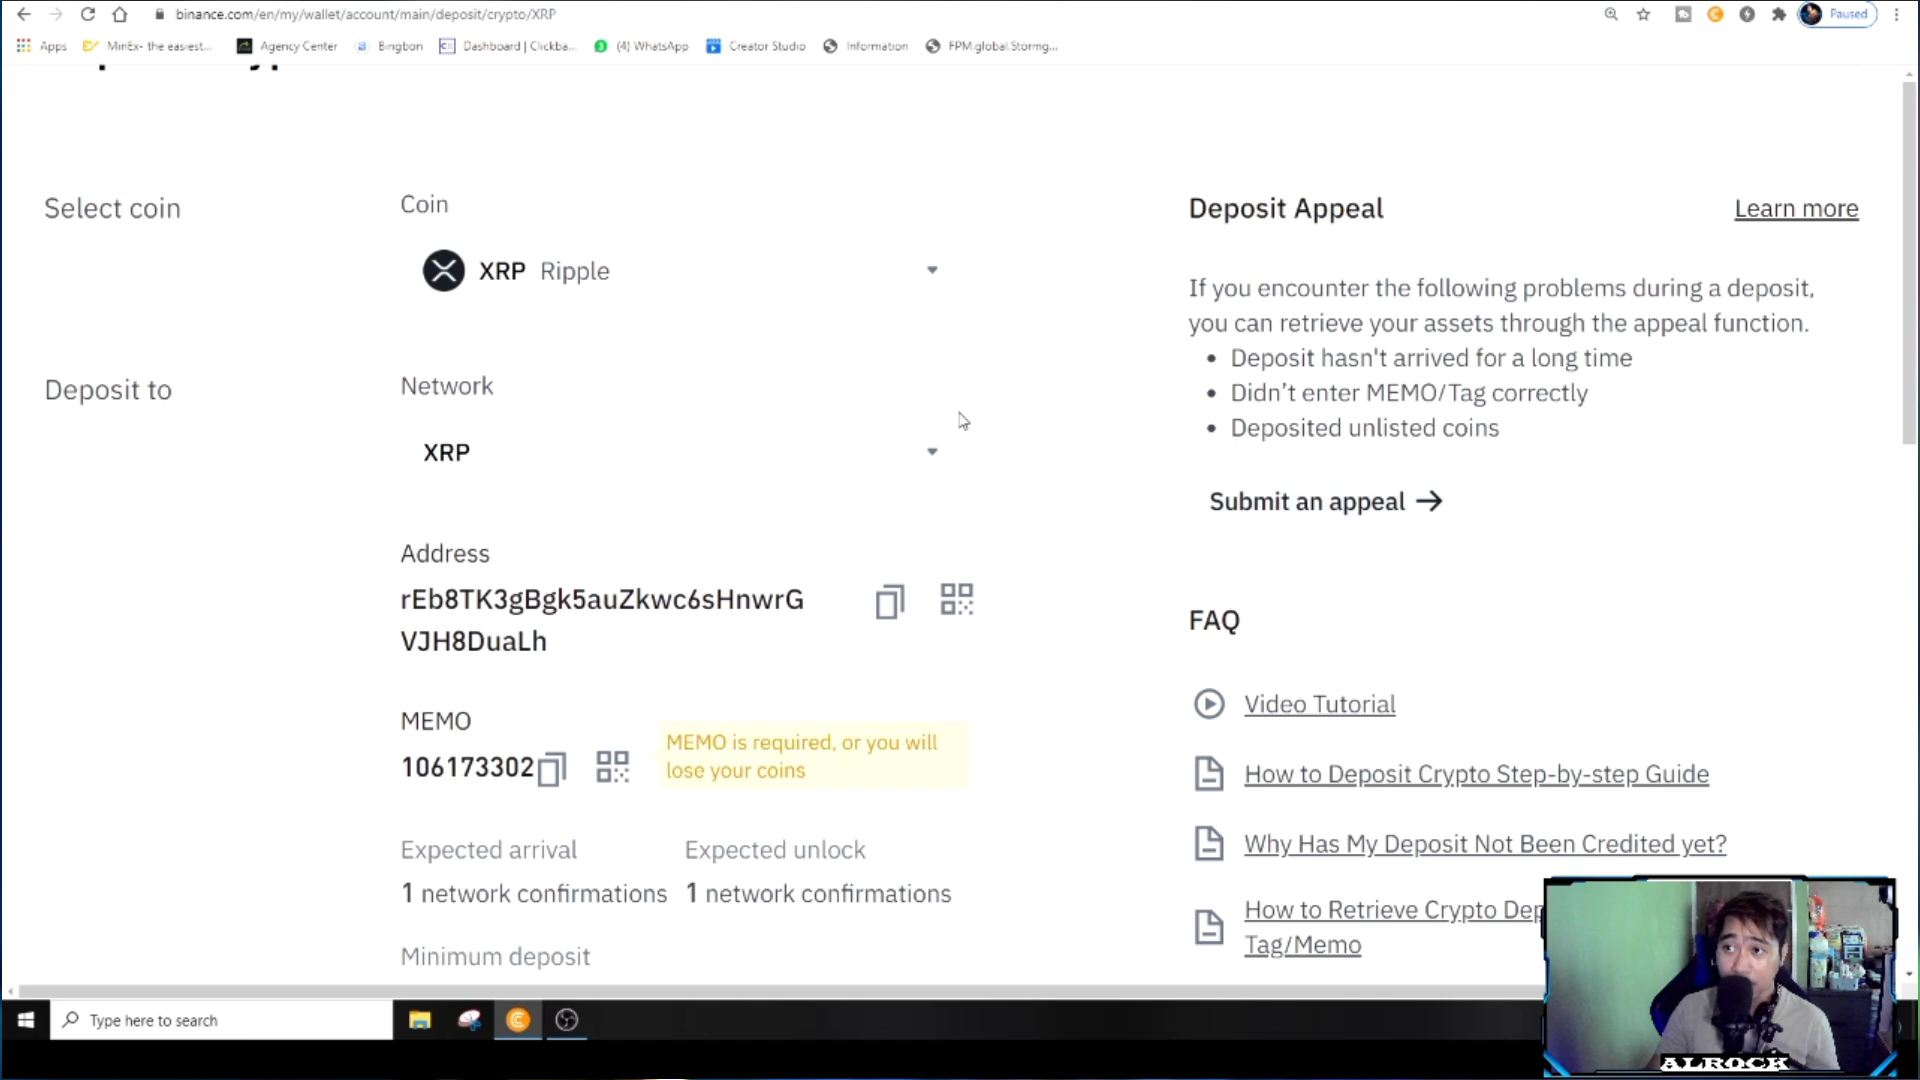 binance.com/en/my/wallet/account/main/deposit/crypto/XRP
Paused
Apps
MinEx- the easiest...
Agency Center
Bingbon
Dashboard | Clickba...
(4) WhatsApp
Creator Studio
Information
FPM.global.Stormg...
Select coin
Coin
XRP Ripple
Deposit to
Network
XRP
Address
rEb8TK3gBgk5auZkwc6sHnwrG
VJH8DuaLh
MEMO
106173302
MEMO is required, or you will
lose your coins
Expected arrival
1 network confirmations
Expected unlock
1 network confirmations
Minimum deposit
Deposit Appeal
Learn more
If you encounter the following problems during a deposit,
you can retrieve your assets through the appeal function.
• Deposit hasn't arrived for a long time
• Didn’t enter MEMO/Tag correctly
• Deposited unlisted coins
Submit an appeal →
FAQ
Video Tutorial
How to Deposit Crypto Step-by-step Guide
Why Has My Deposit Not Been Credited yet?
How to Retrieve Crypto Dep
Tag/Memo
Type here to search
ALROCK